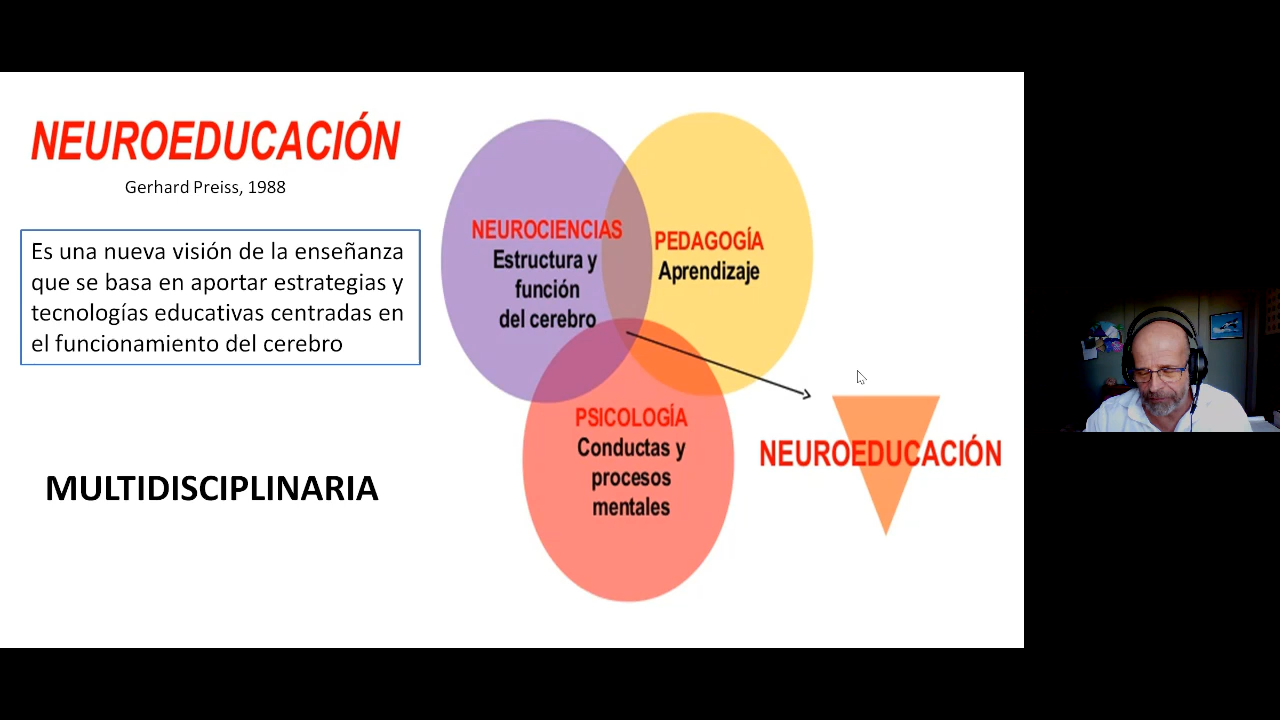 NEUROEDUCACIÓN
Gerhard Preiss, 1988
Es una nueva visión de la enseñanza
que se basa en aportar estrategias y
tecnologías educativas centradas en
el funcionamiento del cerebro
MULTIDISCIPLINARIA
NEUROCIENCIAS
Estructura y
función
del cerebro
PEDAGOGÍA
Aprendizaje
PSICOLOGÍA
Conductas y
procesos
mentales
NEUROEDUCACIÓN